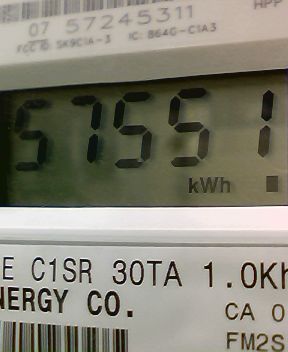 HPP
07 57245311
FCC ID: SK9C1A-3 IC: 864G-C1A3
57551
kWh
E C1SR 30TA 1.0Kh
NERGY CO.
CA 0
FM2S